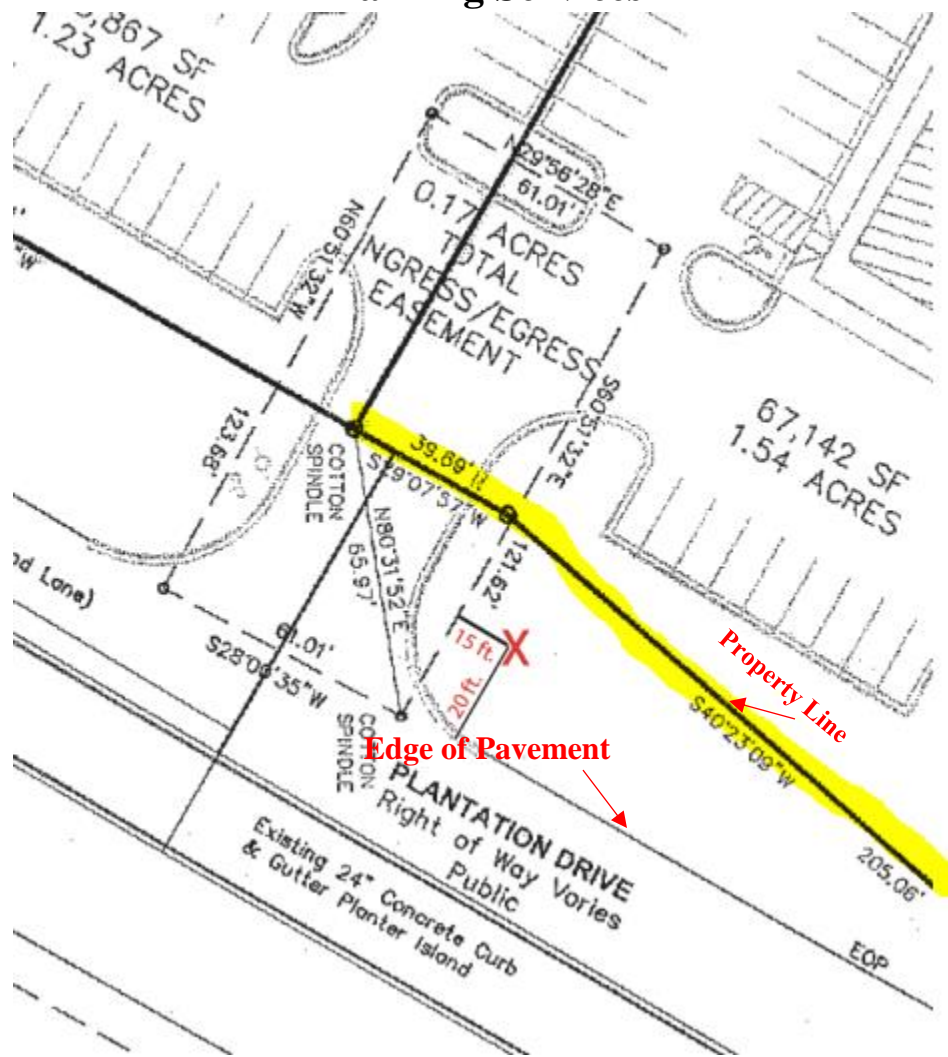 ,867 SF
1.23 ACRES
N29°56'28"E
61.01'
0.17 ACRES
TOTAL
NGRESS/EGRESS
EASEMENT
N60°51'32"W
123.68'
"W
COTTON
SPINDLE
39.69'
S29°07'57"W
S60°51'32"E
121.62'
67,142 SF
1.54 ACRES
N80°31'52"E
65.97'
nd Lane)
61.01'
S28°00'35"W
15 ft.
X
20 ft.
Property Line
S40°23'09"W
205.06'
COTTON
SPINDLE
Edge of Pavement
PLANTATION DRIVE
Right of Way Varies
Public
Existing 24" Concrete Curb
& Gutter Planter Island
EOP